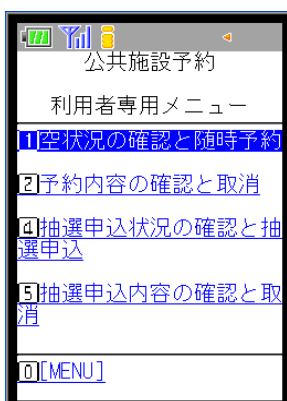 公共施設予約
利用者専用メニュー
1空状況の確認と随時予約
2予約内容の確認と取消
4抽選申込状況の確認と抽
選申込
5抽選申込内容の確認と取
消
0[MENU]